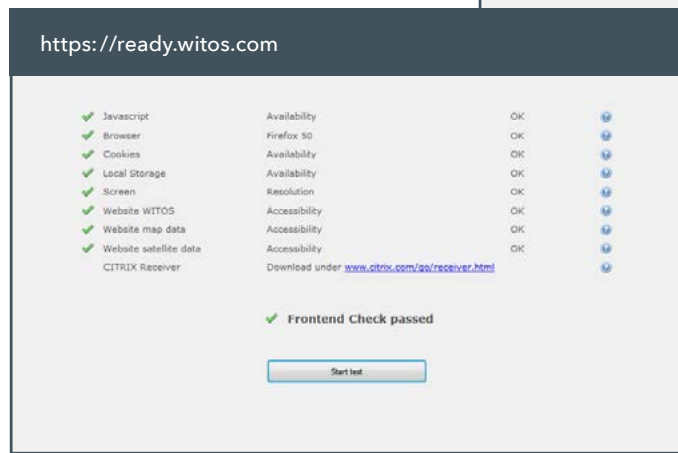 https://ready.witos.com
Javascript Availability OK
Browser Firefox 50 OK
Cookies Availability OK
Local Storage Availability OK
Screen Resolution OK
Website WITOS Accessibility OK
Website map data Accessibility OK
Website satellite data Accessibility OK
CITRIX Receiver Download under www.citrix.com/go/receiver.html
Frontend Check passed
Start test